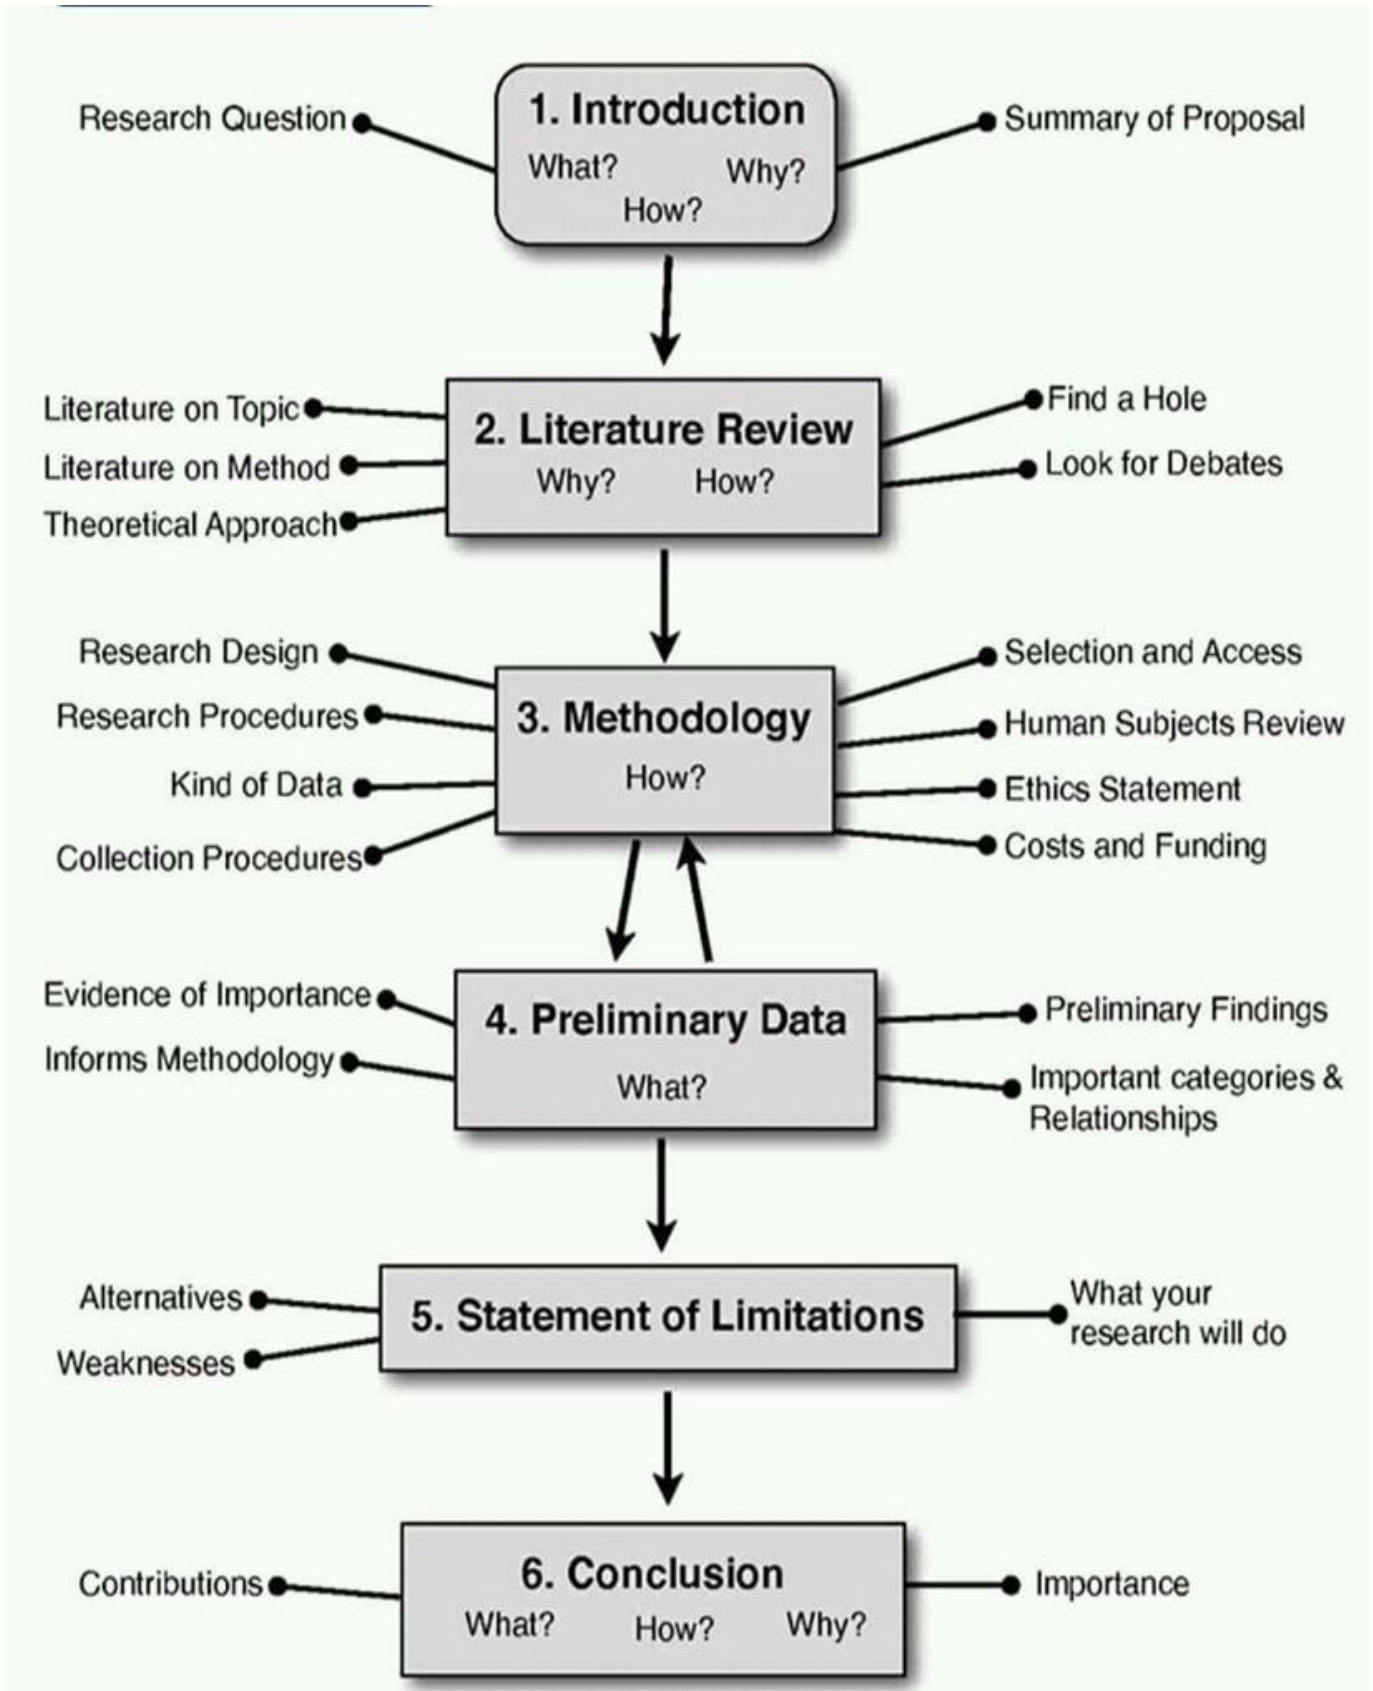 1. Introduction
What? Why?
How?
Research Question
Summary of Proposal
2. Literature Review
Why? How?
Literature on Topic
Literature on Method
Theoretical Approach
Find a Hole
Look for Debates
3. Methodology
How?
Research Design
Research Procedures
Kind of Data
Collection Procedures
Selection and Access
Human Subjects Review
Ethics Statement
Costs and Funding
4. Preliminary Data
What?
Evidence of Importance
Informs Methodology
Preliminary Findings
Important categories &
Relationships
5. Statement of Limitations
Alternatives
Weaknesses
What your
research will do
6. Conclusion
What? How? Why?
Contributions
Importance